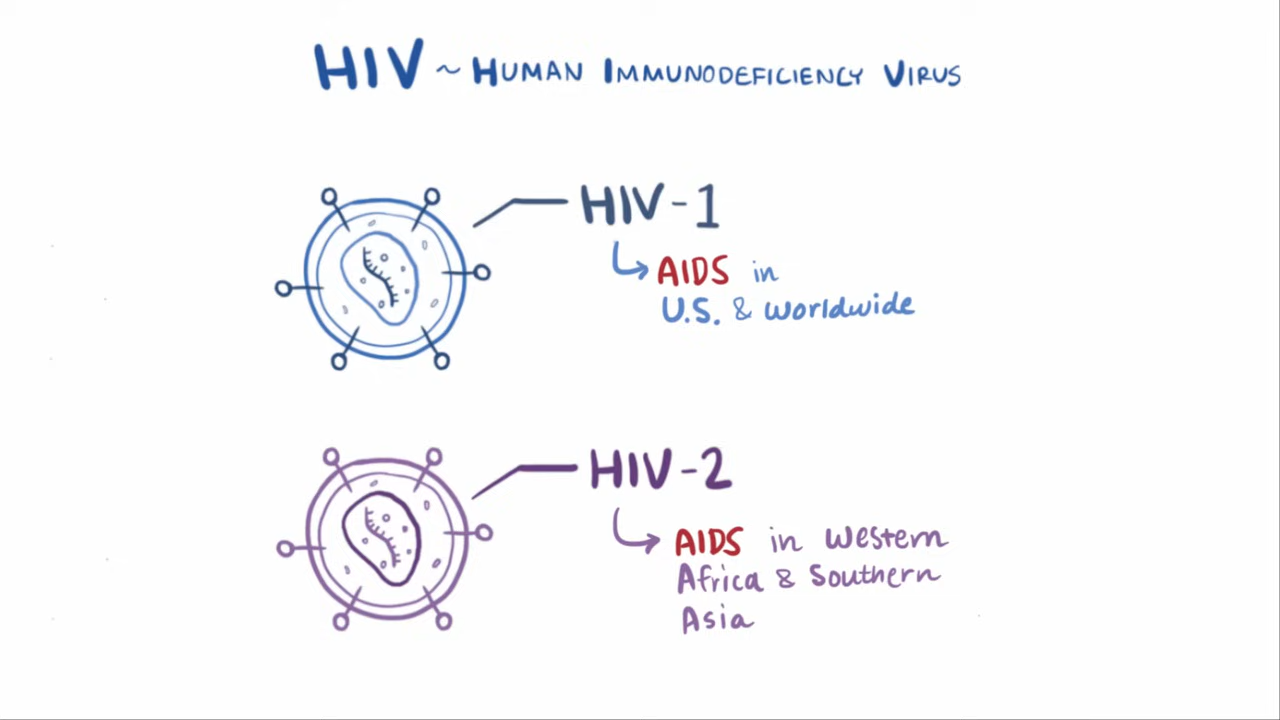 HIV ~ HUMAN IMMUNODEFICIENCY VIRUS
HIV-1
AIDS in
U.S. & worldwide
HIV-2
AIDS in Western
Africa & Southern
Asia